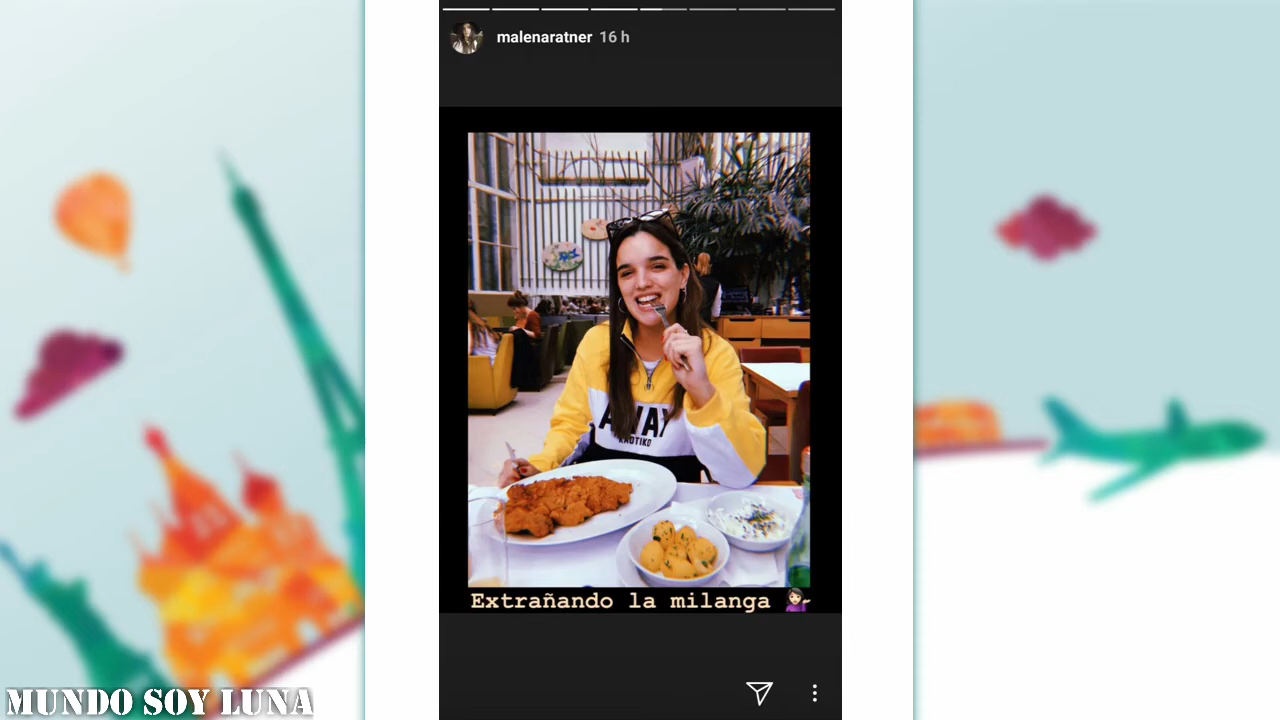 malenaratner 16 h
AWAY
KAOTIKO
Extrañando la milanga
MUNDO SOY LUNA